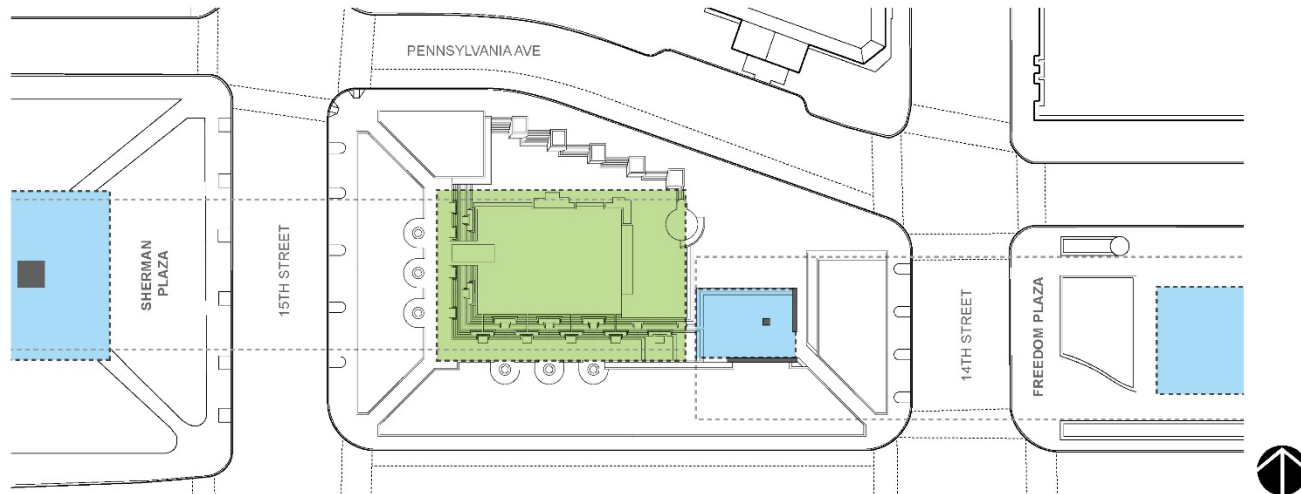 PENNSYLVANIA AVE
SHERMAN
PLAZA
15TH STREET
14TH STREET
FREEDOM PLAZA